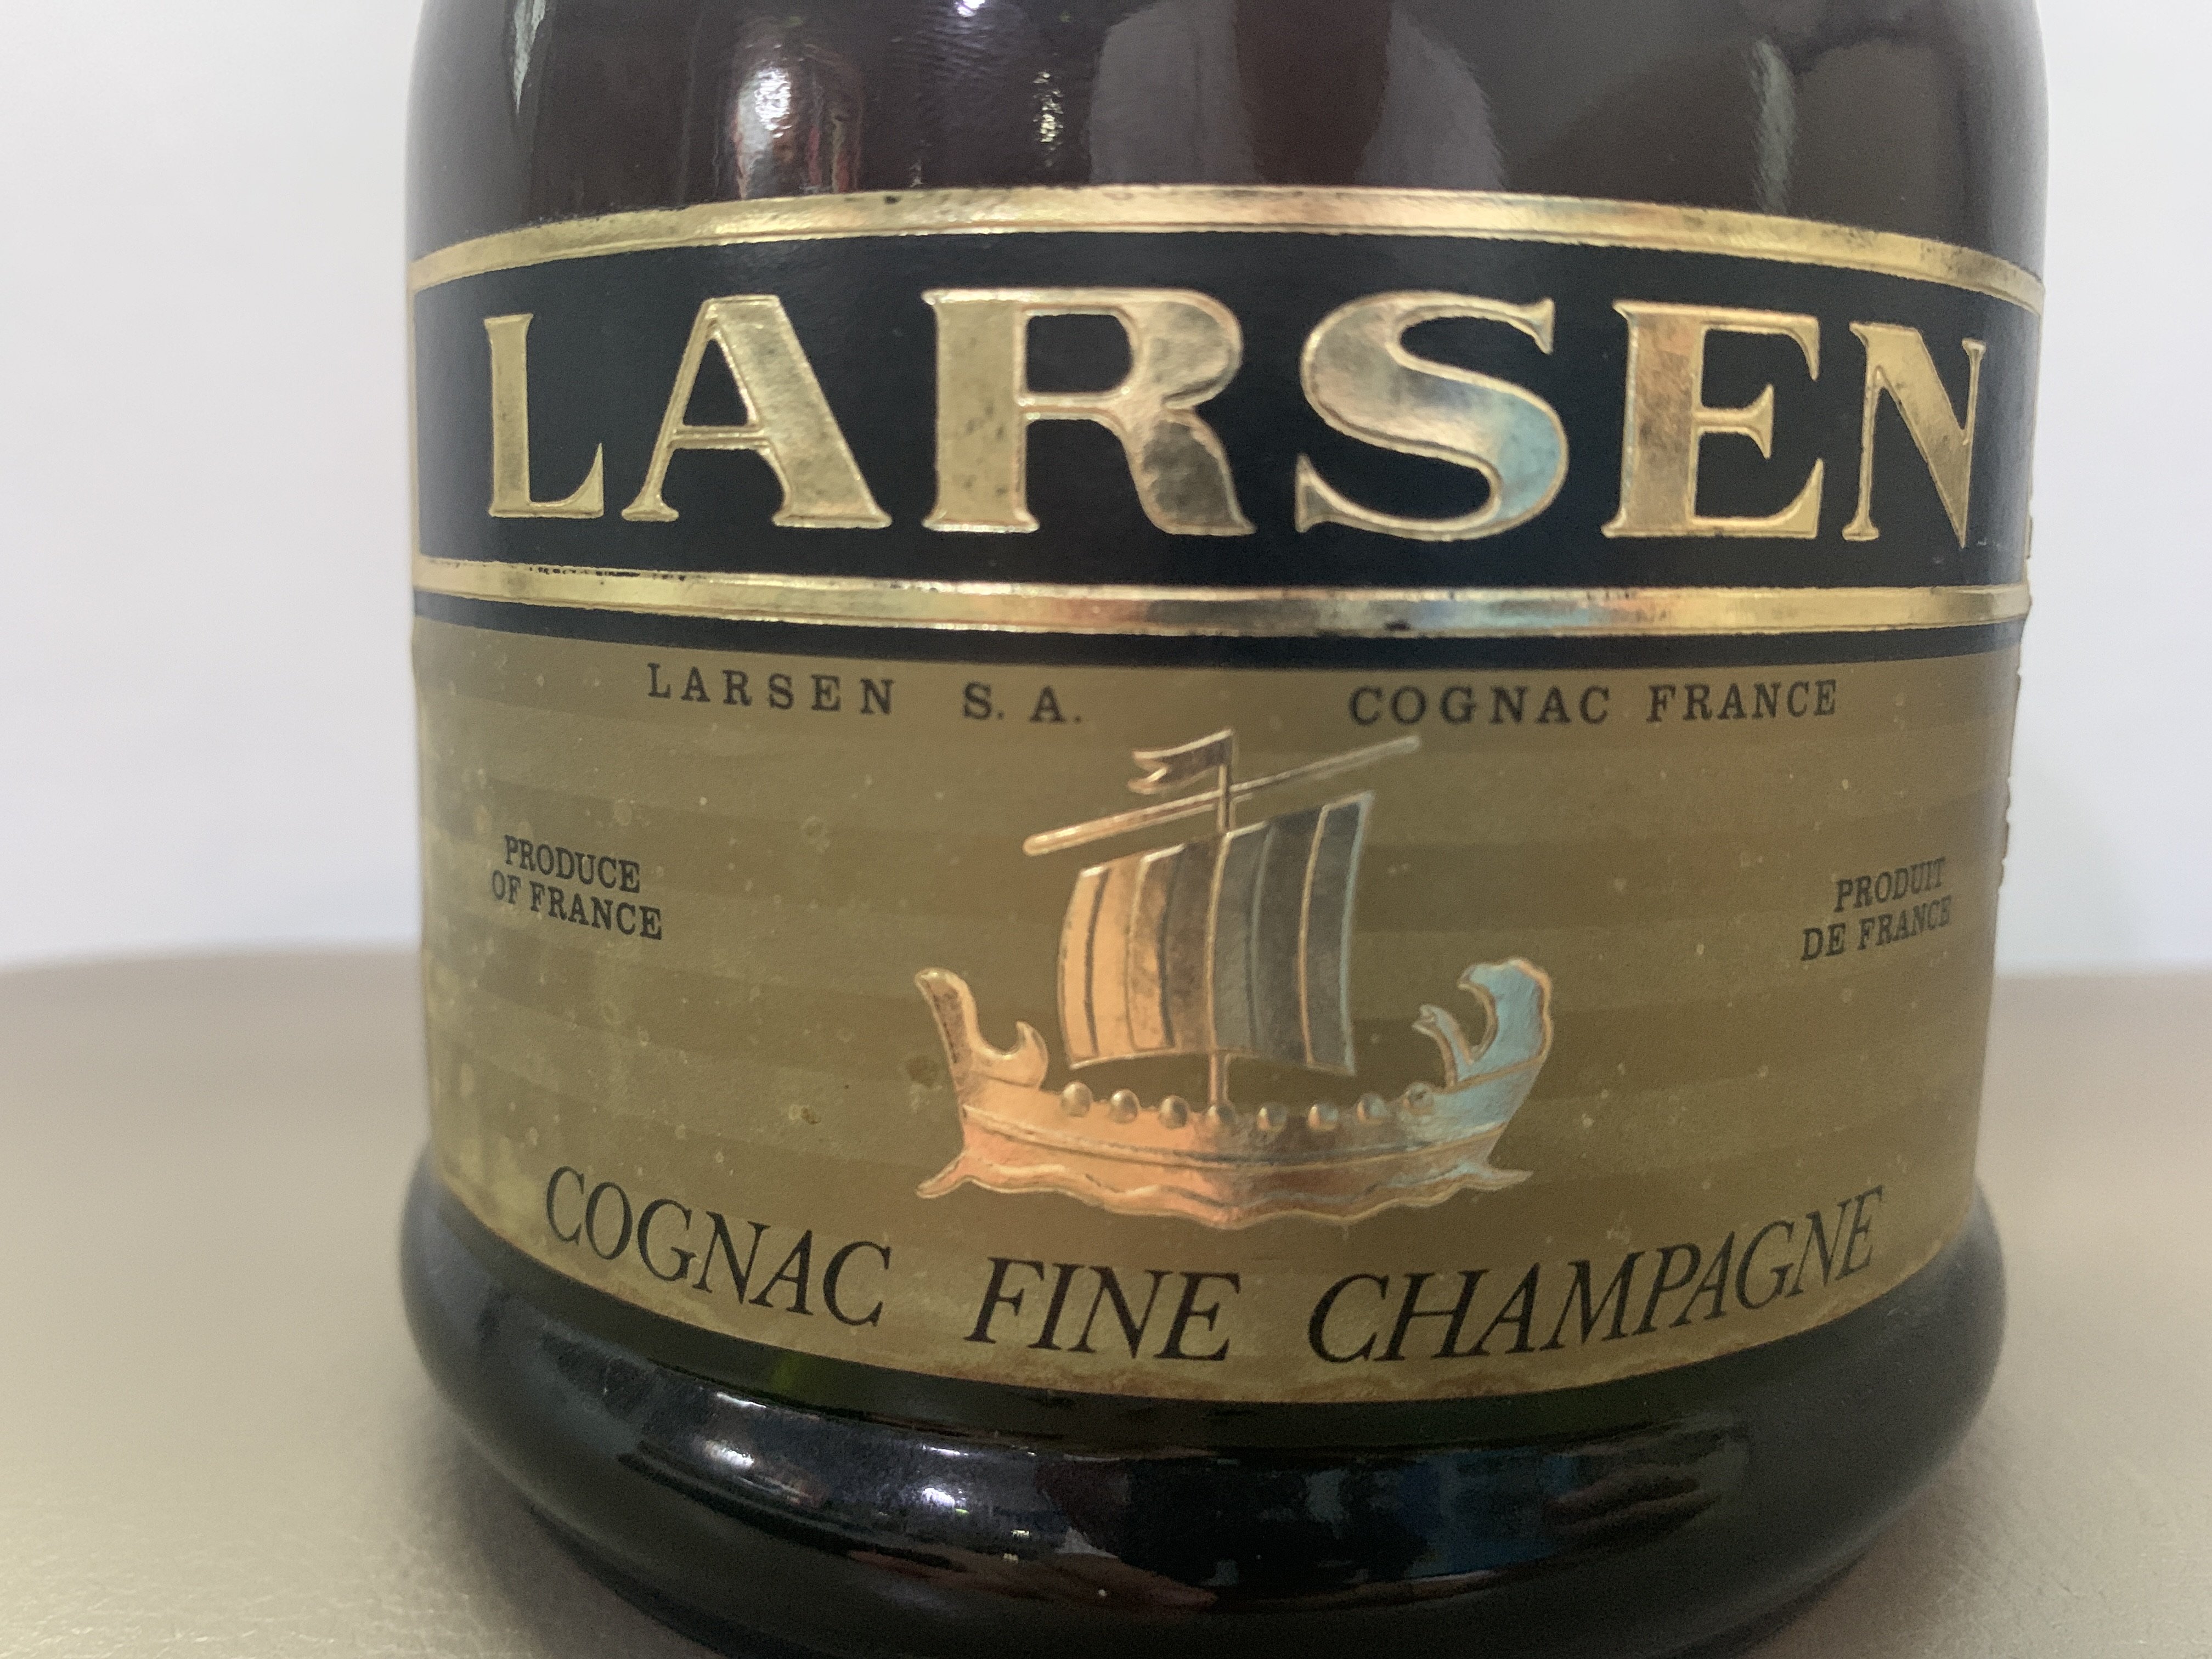 LARSEN
LARSEN S. A. COGNAC FRANCE
PRODUCE
OF FRANCE
PRODUIT
DE FRANCE
COGNAC FINE CHAMPAGNE